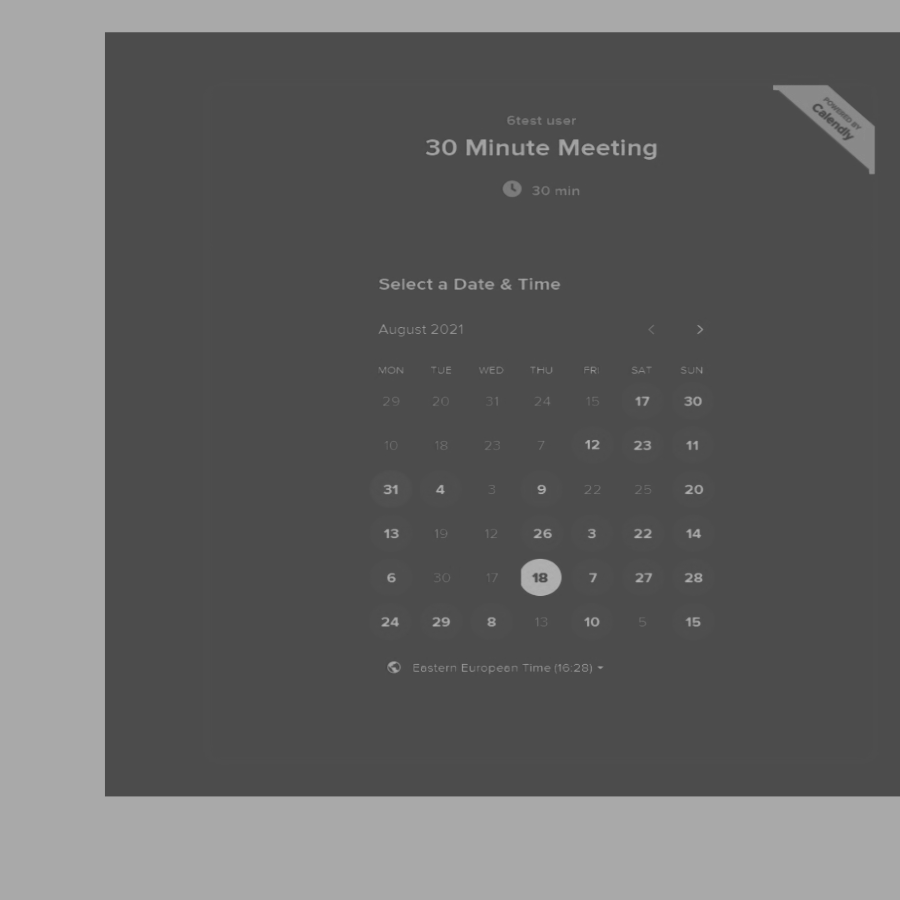 POWERED BY
Calendly
6test user
30 Minute Meeting
30 min
Select a Date & Time
August 2021
MON TUE WED THU FRI SAT SUN
29 20 31 24 15 17 30
10 18 23 7 12 23 11
31 4 3 9 22 25 20
13 19 12 26 3 22 14
6 30 17 18 7 27 28
24 29 8 13 10 5 15
Eastern European Time (16:28)